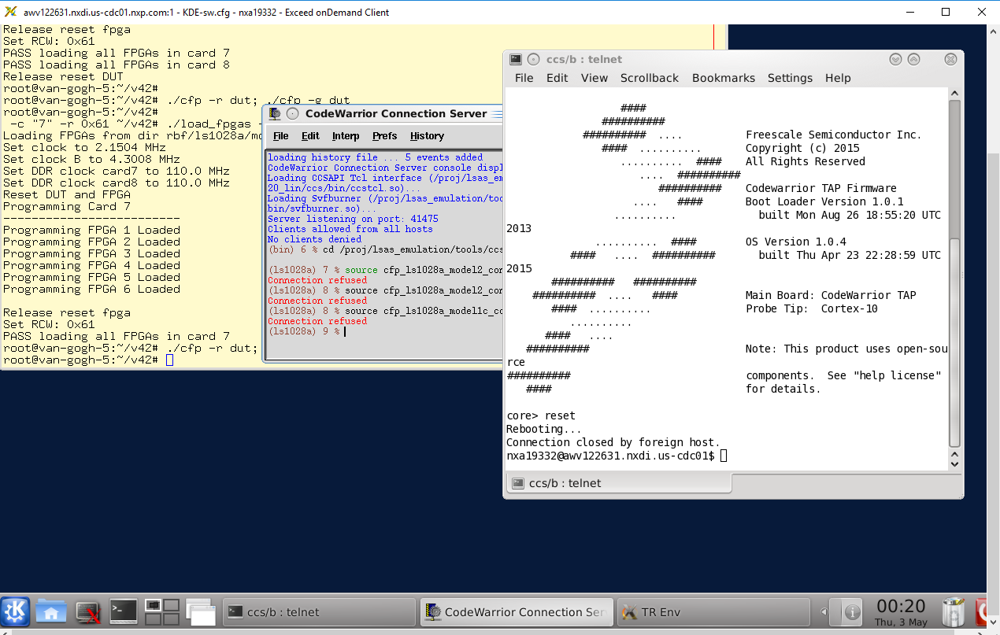 awv122631.nxdi.us-cdc01.nxp.com:1 - KDE-sw.cfg - nxa19332 - Exceed onDemand Client
Release reset fpga
Set RCW: 0x61
PASS loading all FPGAs in card 7
PASS loading all FPGAs in card 8
Release reset DUT
root@van-gogh-5:~/v42#
root@van-gogh-5:~/v42# ./cfp -r dut; ./cfp -g dut
root@van-gogh-5:~/v42#
-c "7" -r 0x61 ~/v42# ./load_fpgas -
Loading FPGAs from dir rbf/ls1028a/mo
Set clock to 2.1504 MHz
Set clock B to 4.3008 MHz
Set DDR clock card7 to 110.0 MHz
Set DDR clock card8 to 110.0 MHz
Reset DUT and FPGA
Programming Card 7
-------------------------
Programming FPGA 1 Loaded
Programming FPGA 2 Loaded
Programming FPGA 3 Loaded
Programming FPGA 4 Loaded
Programming FPGA 5 Loaded
Programming FPGA 6 Loaded
Release reset fpga
Set RCW: 0x61
PASS loading all FPGAs in card 7
root@van-gogh-5:~/v42# ./cfp -r dut;
root@van-gogh-5:~/v42#
CodeWarrior Connection Server
File Edit Interp Prefs History
loading history file ... 5 events added
CodeWarrior Connection Server console displ
Loading CCSAPI Tcl interface (/proj/lsas_em
20_lin/ccs/bin/ccstcl.so)...
Loading Svfburner (/proj/lsas_emulation/too
bin/svfburner.so)...
Server listening on port: 41475
Clients allowed from all hosts
No clients denied
(bin) 6 % cd /proj/lsas_emulation/tools/ccs
(ls1028a) 7 % source cfp_ls1028a_model2_con
Connection refused
(ls1028a) 8 % source cfp_ls1028a_model2_con
Connection refused
(ls1028a) 8 % source cfp_ls1028a_model1c_co
Connection refused
(ls1028a) 9 %
ccs/b : telnet
File Edit View Scrollback Bookmarks Settings Help
####
##########
########## .... Freescale Semiconductor Inc.
#### .......... Copyright (c) 2015
.......... #### All Rights Reserved
.... ##########
########## Codewarrior TAP Firmware
.... #### Boot Loader Version 1.0.1
.......... built Mon Aug 26 18:55:20 UTC
2013
.......... #### OS Version 1.0.4
#### .... ########## built Thu Apr 23 22:28:59 UTC
2015
########## ##########
########## .... #### Main Board: CodeWarrior TAP
#### .......... Probe Tip: Cortex-10
..........
#### ....
########## Note: This product uses open-sou
rce
########## components. See "help license"
#### for details.
core> reset
Rebooting...
Connection closed by foreign host.
nxa19332@awv122631.nxdi.us-cdc01$
ccs/b : telnet
ccs/b : telnet
CodeWarrior Connection Ser
TR Env
00:20
Thu, 3 May